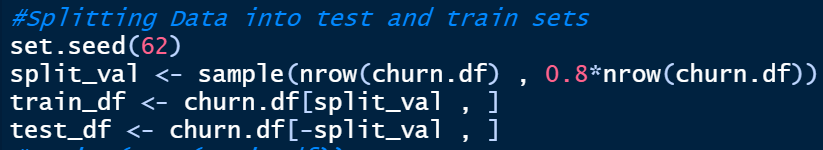 #Splitting Data into test and train sets
set.seed(62)
split_val <- sample(nrow(churn.df) , 0.8*nrow(churn.df))
train_df <- churn.df[split_val , ]
test_df <- churn.df[-split_val , ]